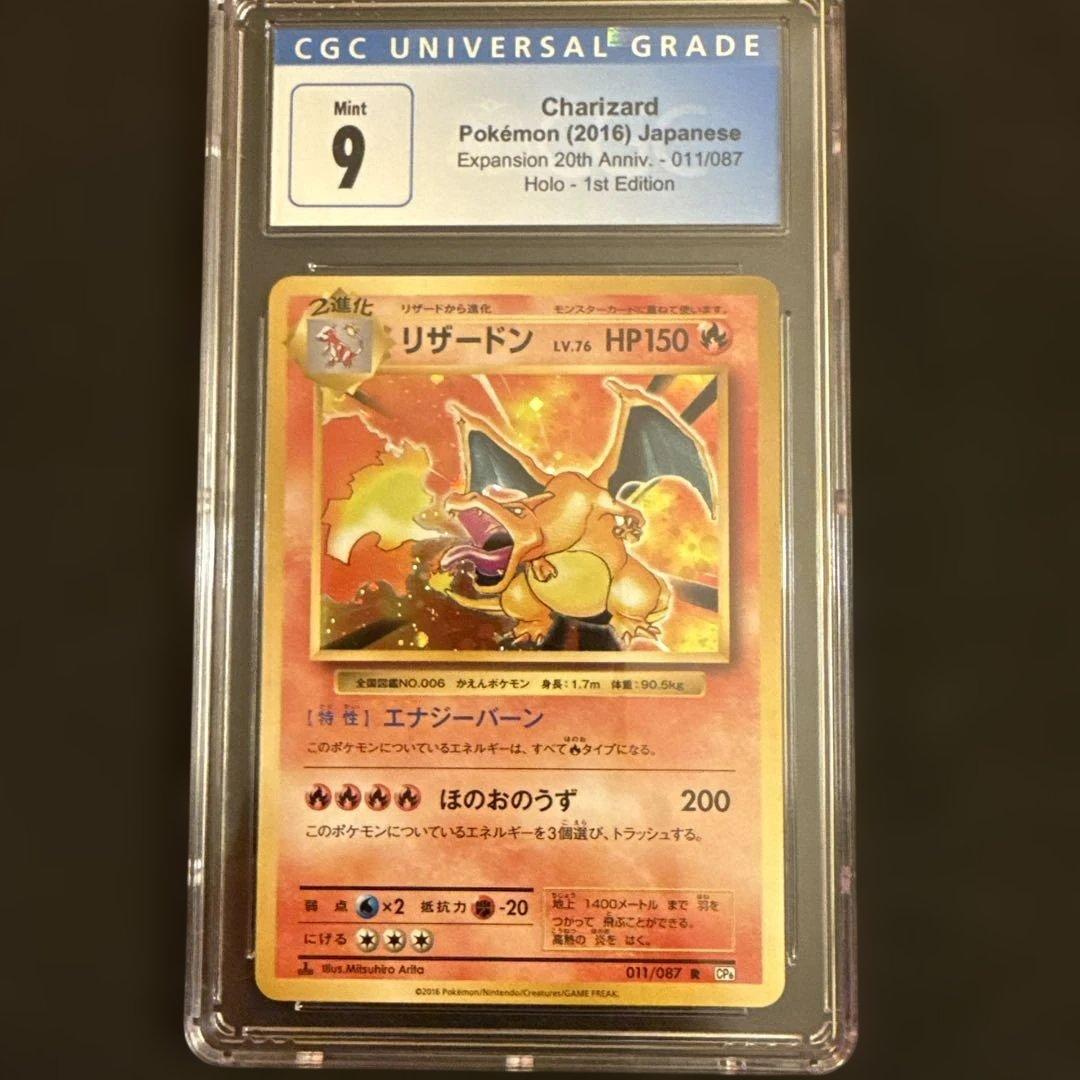 CGC UNIVERSAL GRADE
Mint
9
Charizard
Pokémon (2016) Japanese
Expansion 20th Anniv. - 011/087
Holo - 1st Edition
2進化
リザードから進化
モンスターカードに重ねて使います。
リザードン LV.76 HP150
全国図鑑NO.006 かえんポケモン 身長:1.7m 体重:90.5kg
[特性] エナジーバーン
このポケモンについているエネルギーは、すべてタイプになる。
ほのおのうず 200
このポケモンについているエネルギーを3個選び、トラッシュする。
弱点 ×2 抵抗力 -20
にげる
地上 1400メートル まで 羽を
つかって 飛ぶことができる。
高熱の 炎を はく。
Illus.Mitsuhiro Arita
011/087 R CP6
©2016 Pokémon/Nintendo/Creatures/GAME FREAK.